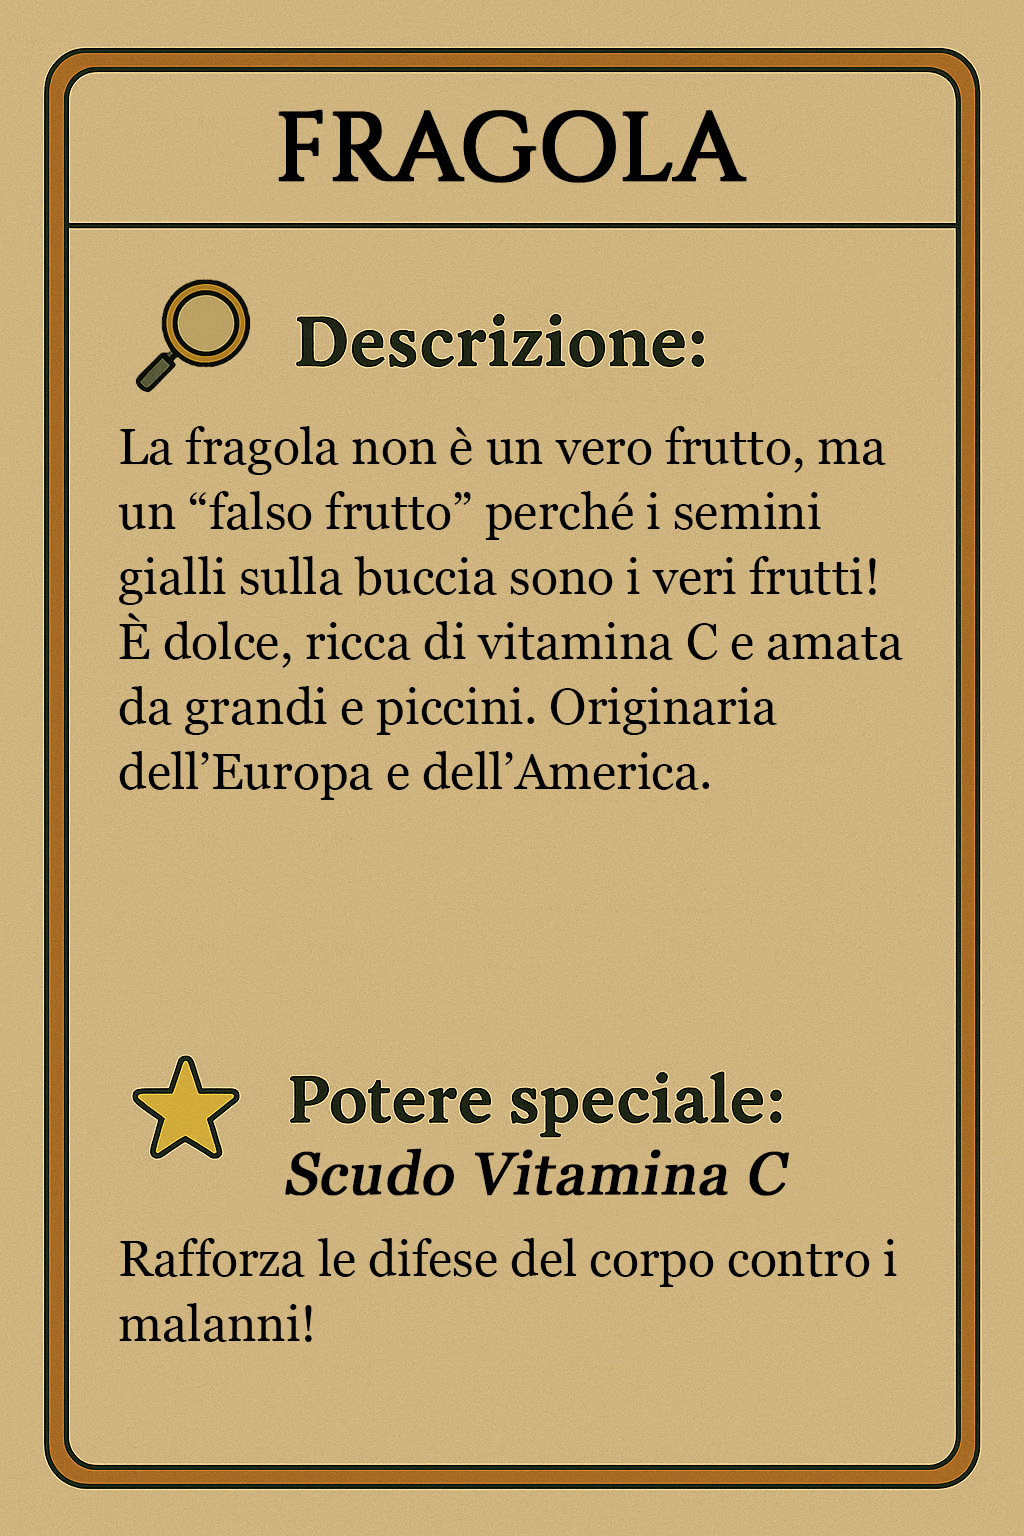 FRAGOLA
Descrizione:
La fragola non è un vero frutto, ma
un “falso frutto” perché i semini
gialli sulla buccia sono i veri frutti!
È dolce, ricca di vitamina C e amata
da grandi e piccini. Originaria
dell’Europa e dell’America.
Potere speciale:
Scudo Vitamina C
Rafforza le difese del corpo contro i
malanni!